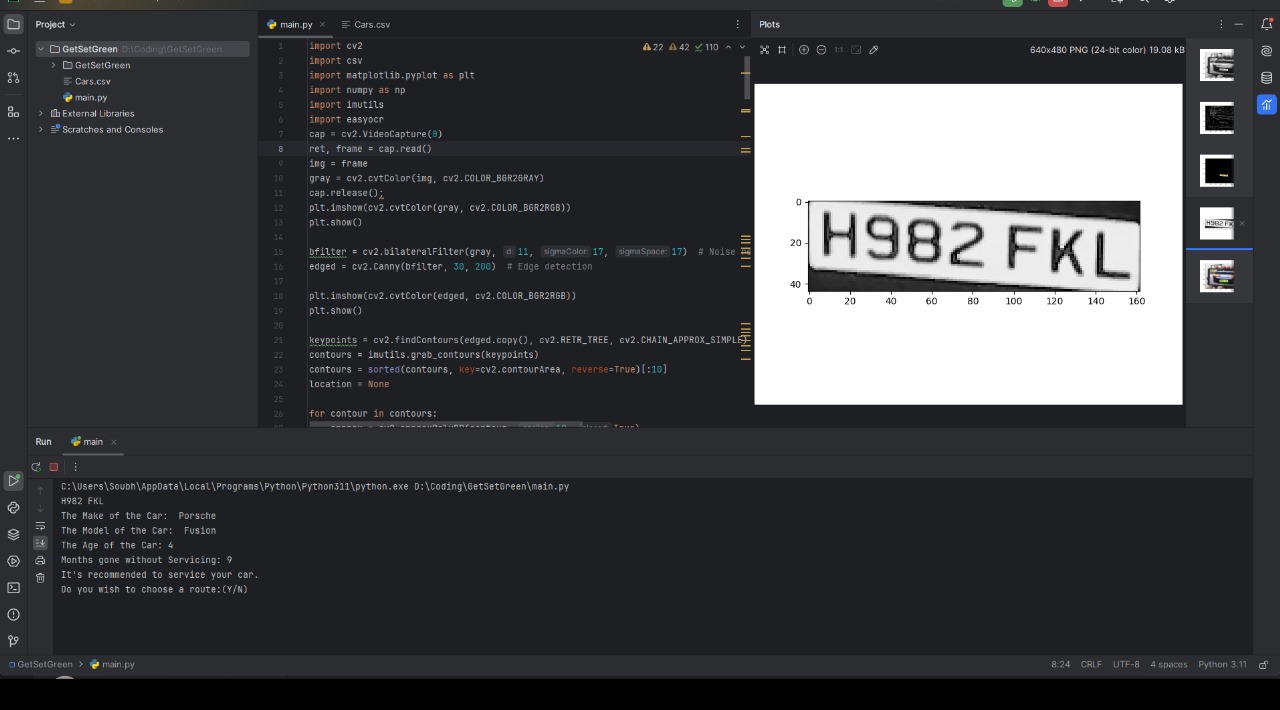 Project
main.py
Cars.csv
Plots
GetSetGreen D:\Coding\GetSetGreen
GetSetGreen
Cars.csv
main.py
External Libraries
Scratches and Consoles
22 42 110
1 import cv2
2 import csv
3 import matplotlib.pyplot as plt
4 import numpy as np
5 import imutils
6 import easyocr
7 cap = cv2.VideoCapture(0)
8 ret, frame = cap.read()
9 img = frame
10 gray = cv2.cvtColor(img, cv2.COLOR_BGR2GRAY)
11 cap.release();
12 plt.imshow(cv2.cvtColor(gray, cv2.COLOR_BGR2RGB))
13 plt.show()
14
15 bfilter = cv2.bilateralFilter(gray, d: 11, sigmaColor: 17, sigmaSpace: 17) # Noise
16 edged = cv2.Canny(bfilter, 30, 200) # Edge detection
17
18 plt.imshow(cv2.cvtColor(edged, cv2.COLOR_BGR2RGB))
19 plt.show()
20
21 keypoints = cv2.findContours(edged.copy(), cv2.RETR_TREE, cv2.CHAIN_APPROX_SIMPLE)
22 contours = imutils.grab_contours(keypoints)
23 contours = sorted(contours, key=cv2.contourArea, reverse=True)[:10]
24 location = None
25
26 for contour in contours:
1:1
640x480 PNG (24-bit color) 19.08 kB
0
20
40
H982 FKL
0 20 40 60 80 100 120 140 160
Run main
C:\Users\Soubh\AppData\Local\Programs\Python\Python311\python.exe D:\Coding\GetSetGreen\main.py
H982 FKL
The Make of the Car:  Porsche
The Model of the Car:  Fusion
The Age of the Car: 4
Months gone without Servicing: 9
It's recommended to service your car.
Do you wish to choose a route:(Y/N)
GetSetGreen > main.py
8:24 CRLF UTF-8 4 spaces Python 3.11